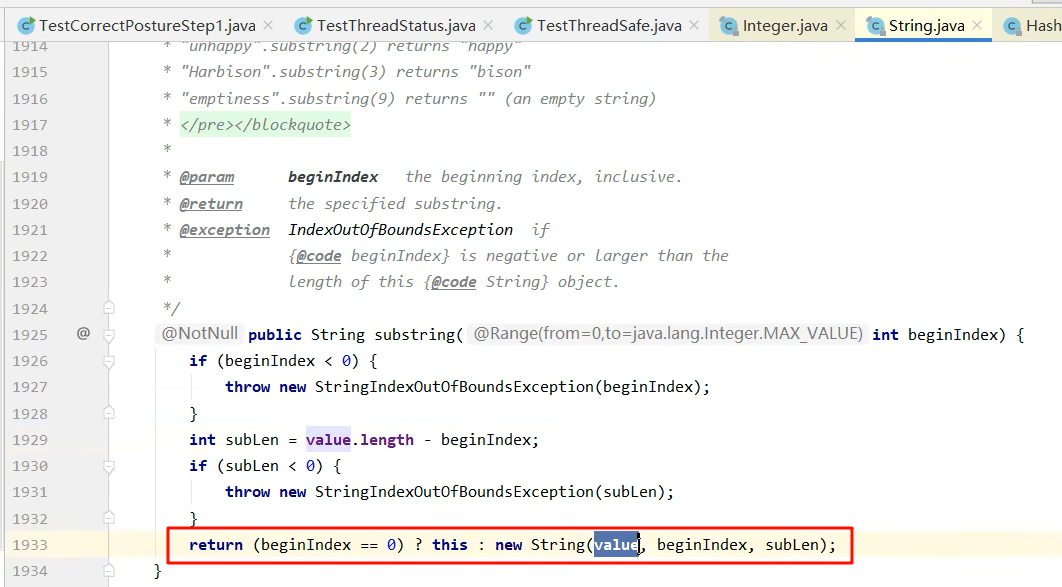 TestCorrectPostureStep1.java TestThreadStatus.java TestThreadSafe.java Integer.java String.java Hash
1914 * "unhappy".substring(2) returns "happy"
1915 * "Harbison".substring(3) returns "bison"
1916 * "emptiness".substring(9) returns "" (an empty string)
1917 * </pre></blockquote>
1918 *
1919 * @param beginIndex the beginning index, inclusive.
1920 * @return the specified substring.
1921 * @exception IndexOutOfBoundsException if
1922 * {@code beginIndex} is negative or larger than the
1923 * length of this {@code String} object.
1924 */
1925 @ @NotNull public String substring( @Range(from=0,to=java.lang.Integer.MAX_VALUE) int beginIndex) {
1926 if (beginIndex < 0) {
1927 throw new StringIndexOutOfBoundsException(beginIndex);
1928 }
1929 int subLen = value.length - beginIndex;
1930 if (subLen < 0) {
1931 throw new StringIndexOutOfBoundsException(subLen);
1932 }
1933 return (beginIndex == 0) ? this : new String(value, beginIndex, subLen);
1934 }